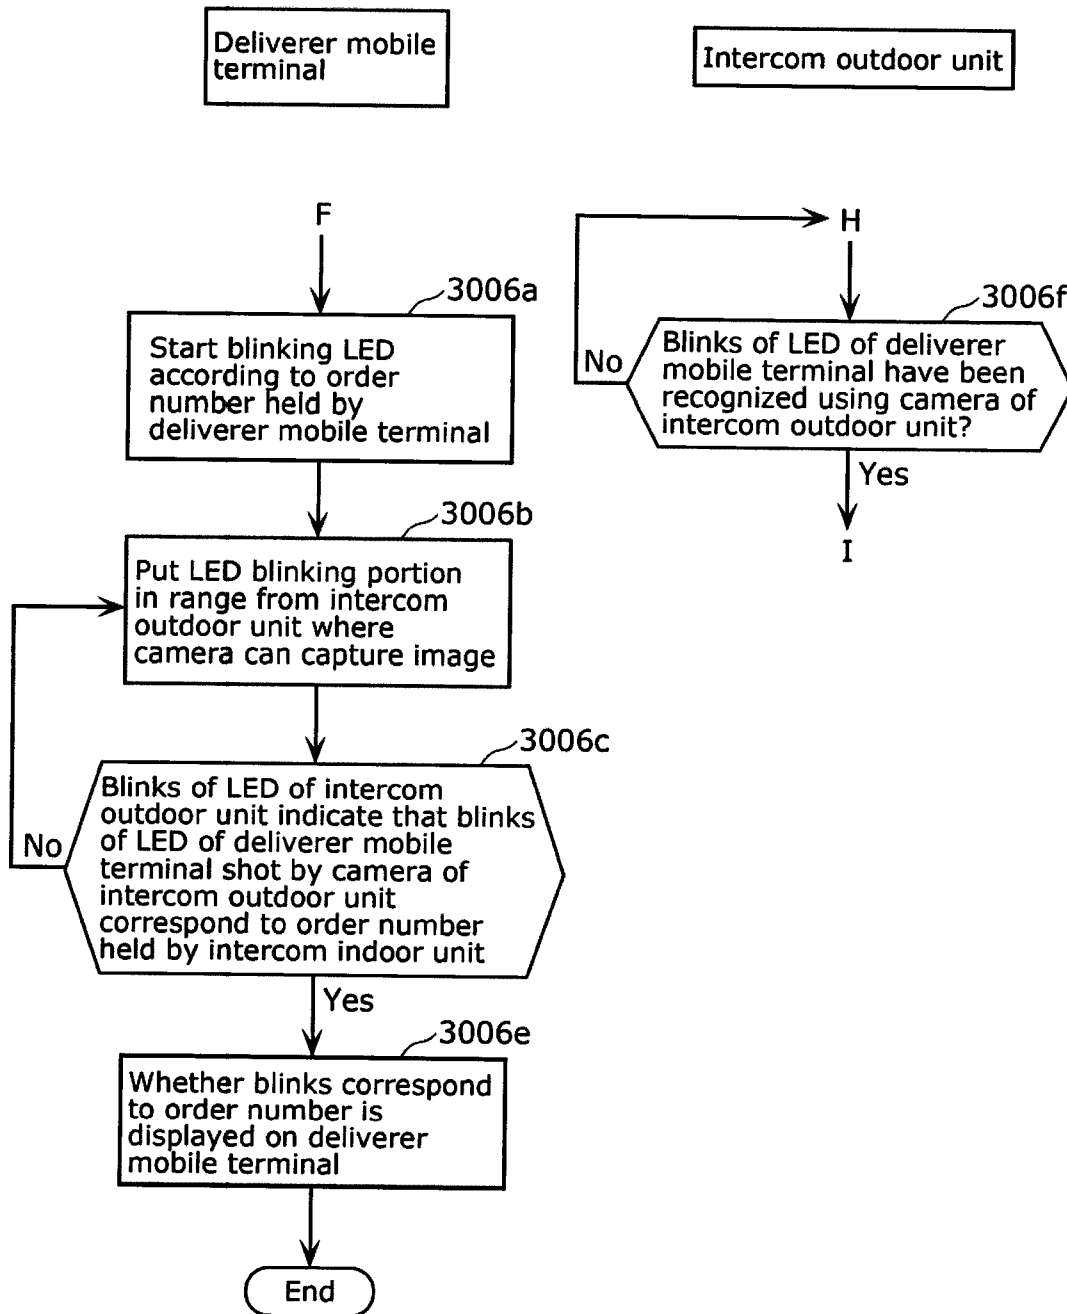 Deliverer mobile
terminal
Intercom outdoor unit
F
3006a
Start blinking LED
according to order
number held by
deliverer mobile terminal
3006b
Put LED blinking portion
in range from intercom
outdoor unit where
camera can capture image
3006c
Blinks of LED of intercom
outdoor unit indicate that blinks
of LED of deliverer mobile
terminal shot by camera of
intercom outdoor unit
correspond to order number
held by intercom indoor unit
No
Yes
3006e
Whether blinks correspond
to order number is
displayed on deliverer
mobile terminal
End
H
3006f
Blinks of LED of deliverer
mobile terminal have been
recognized using camera of
intercom outdoor unit?
No
Yes
I